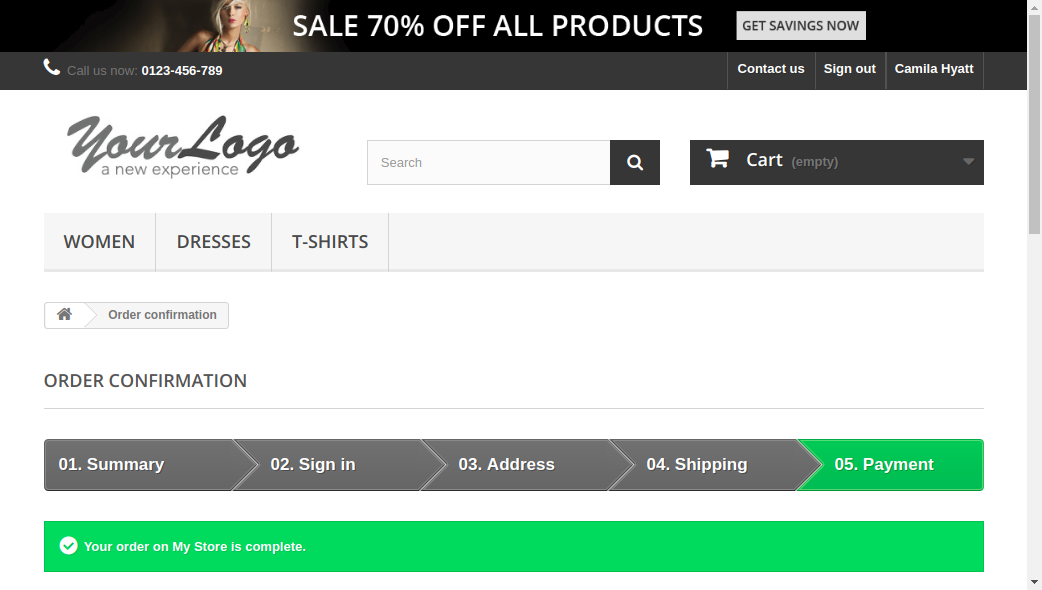 SALE 70% OFF ALL PRODUCTS GET SAVINGS NOW
Call us now: 0123-456-789 Contact us Sign out Camila Hyatt
YourLogo
a new experience
Search Cart (empty)
WOMEN DRESSES T-SHIRTS
Order confirmation
ORDER CONFIRMATION
01. Summary 02. Sign in 03. Address 04. Shipping 05. Payment
Your order on My Store is complete.